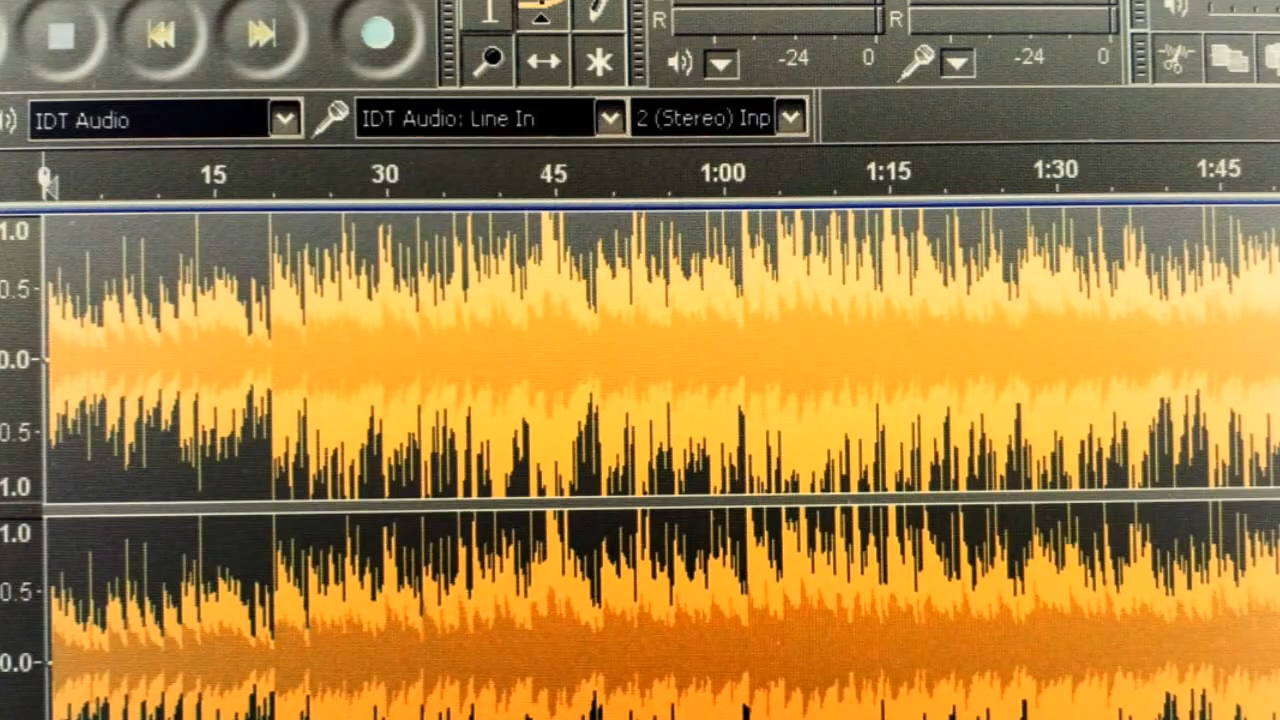 R R
-24 0 -24 0
IDT Audio IDT Audio: Line In 2 (Stereo) Inp
0 15 30 45 1:00 1:15 1:30 1:45
1.0
0.5-
0.0-
0.5-
1.0
1.0
0.5-
0.0-